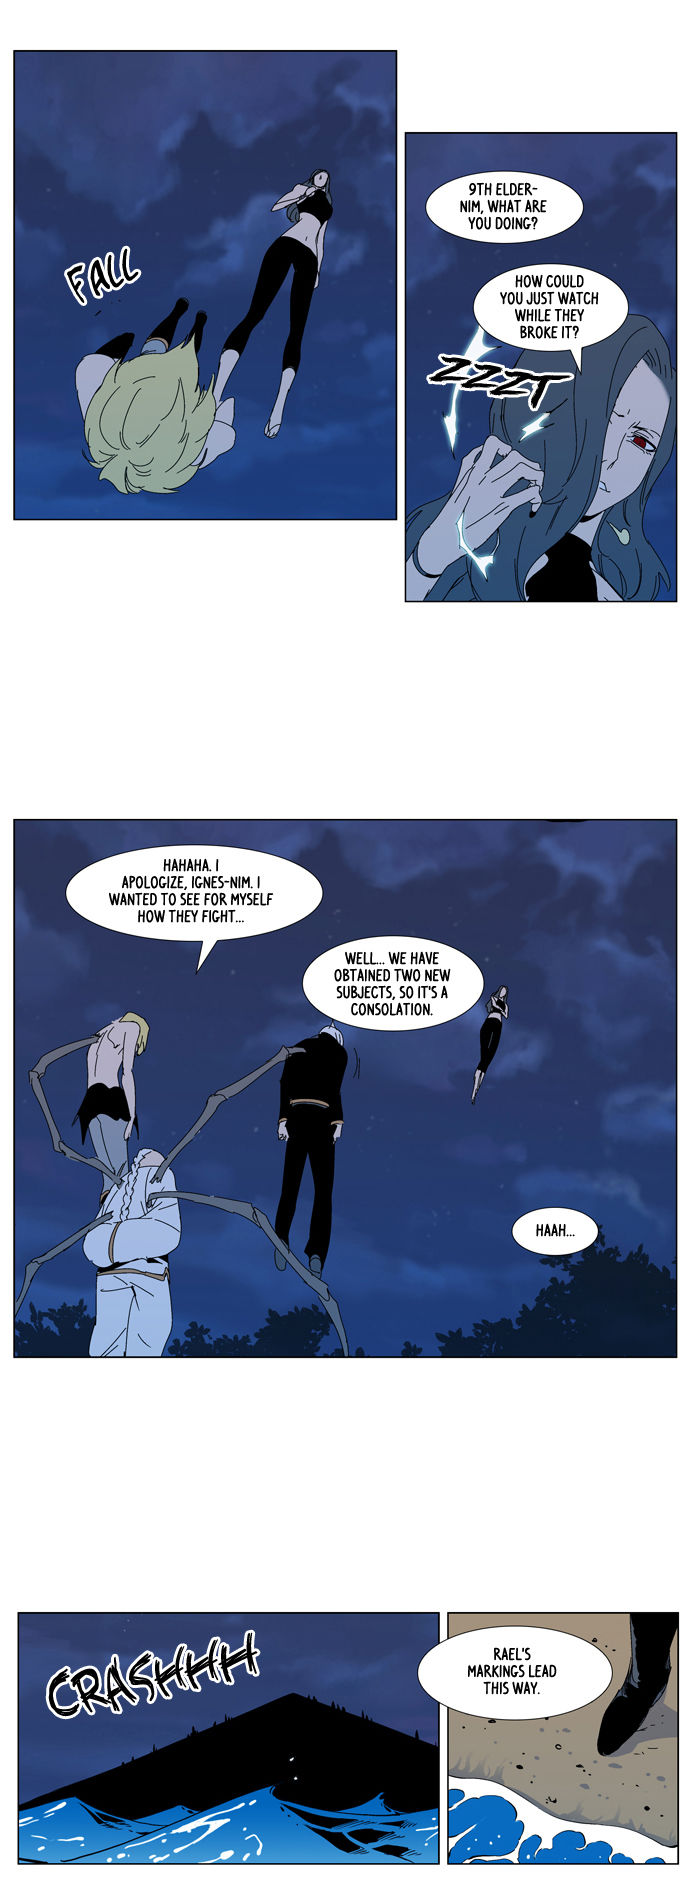 FALL
9TH ELDER-
NIM, WHAT ARE
YOU DOING?
HOW COULD
YOU JUST WATCH
WHILE THEY
BROKE IT?
ZZZT
HAHAHA. I
APOLOGIZE, IGNES-NIM. I
WANTED TO SEE FOR MYSELF
HOW THEY FIGHT...
WELL... WE HAVE
OBTAINED TWO NEW
SUBJECTS, SO IT'S A
CONSOLATION.
HAAH...
CRASHHH
RAEL'S
MARKINGS LEAD
THIS WAY.